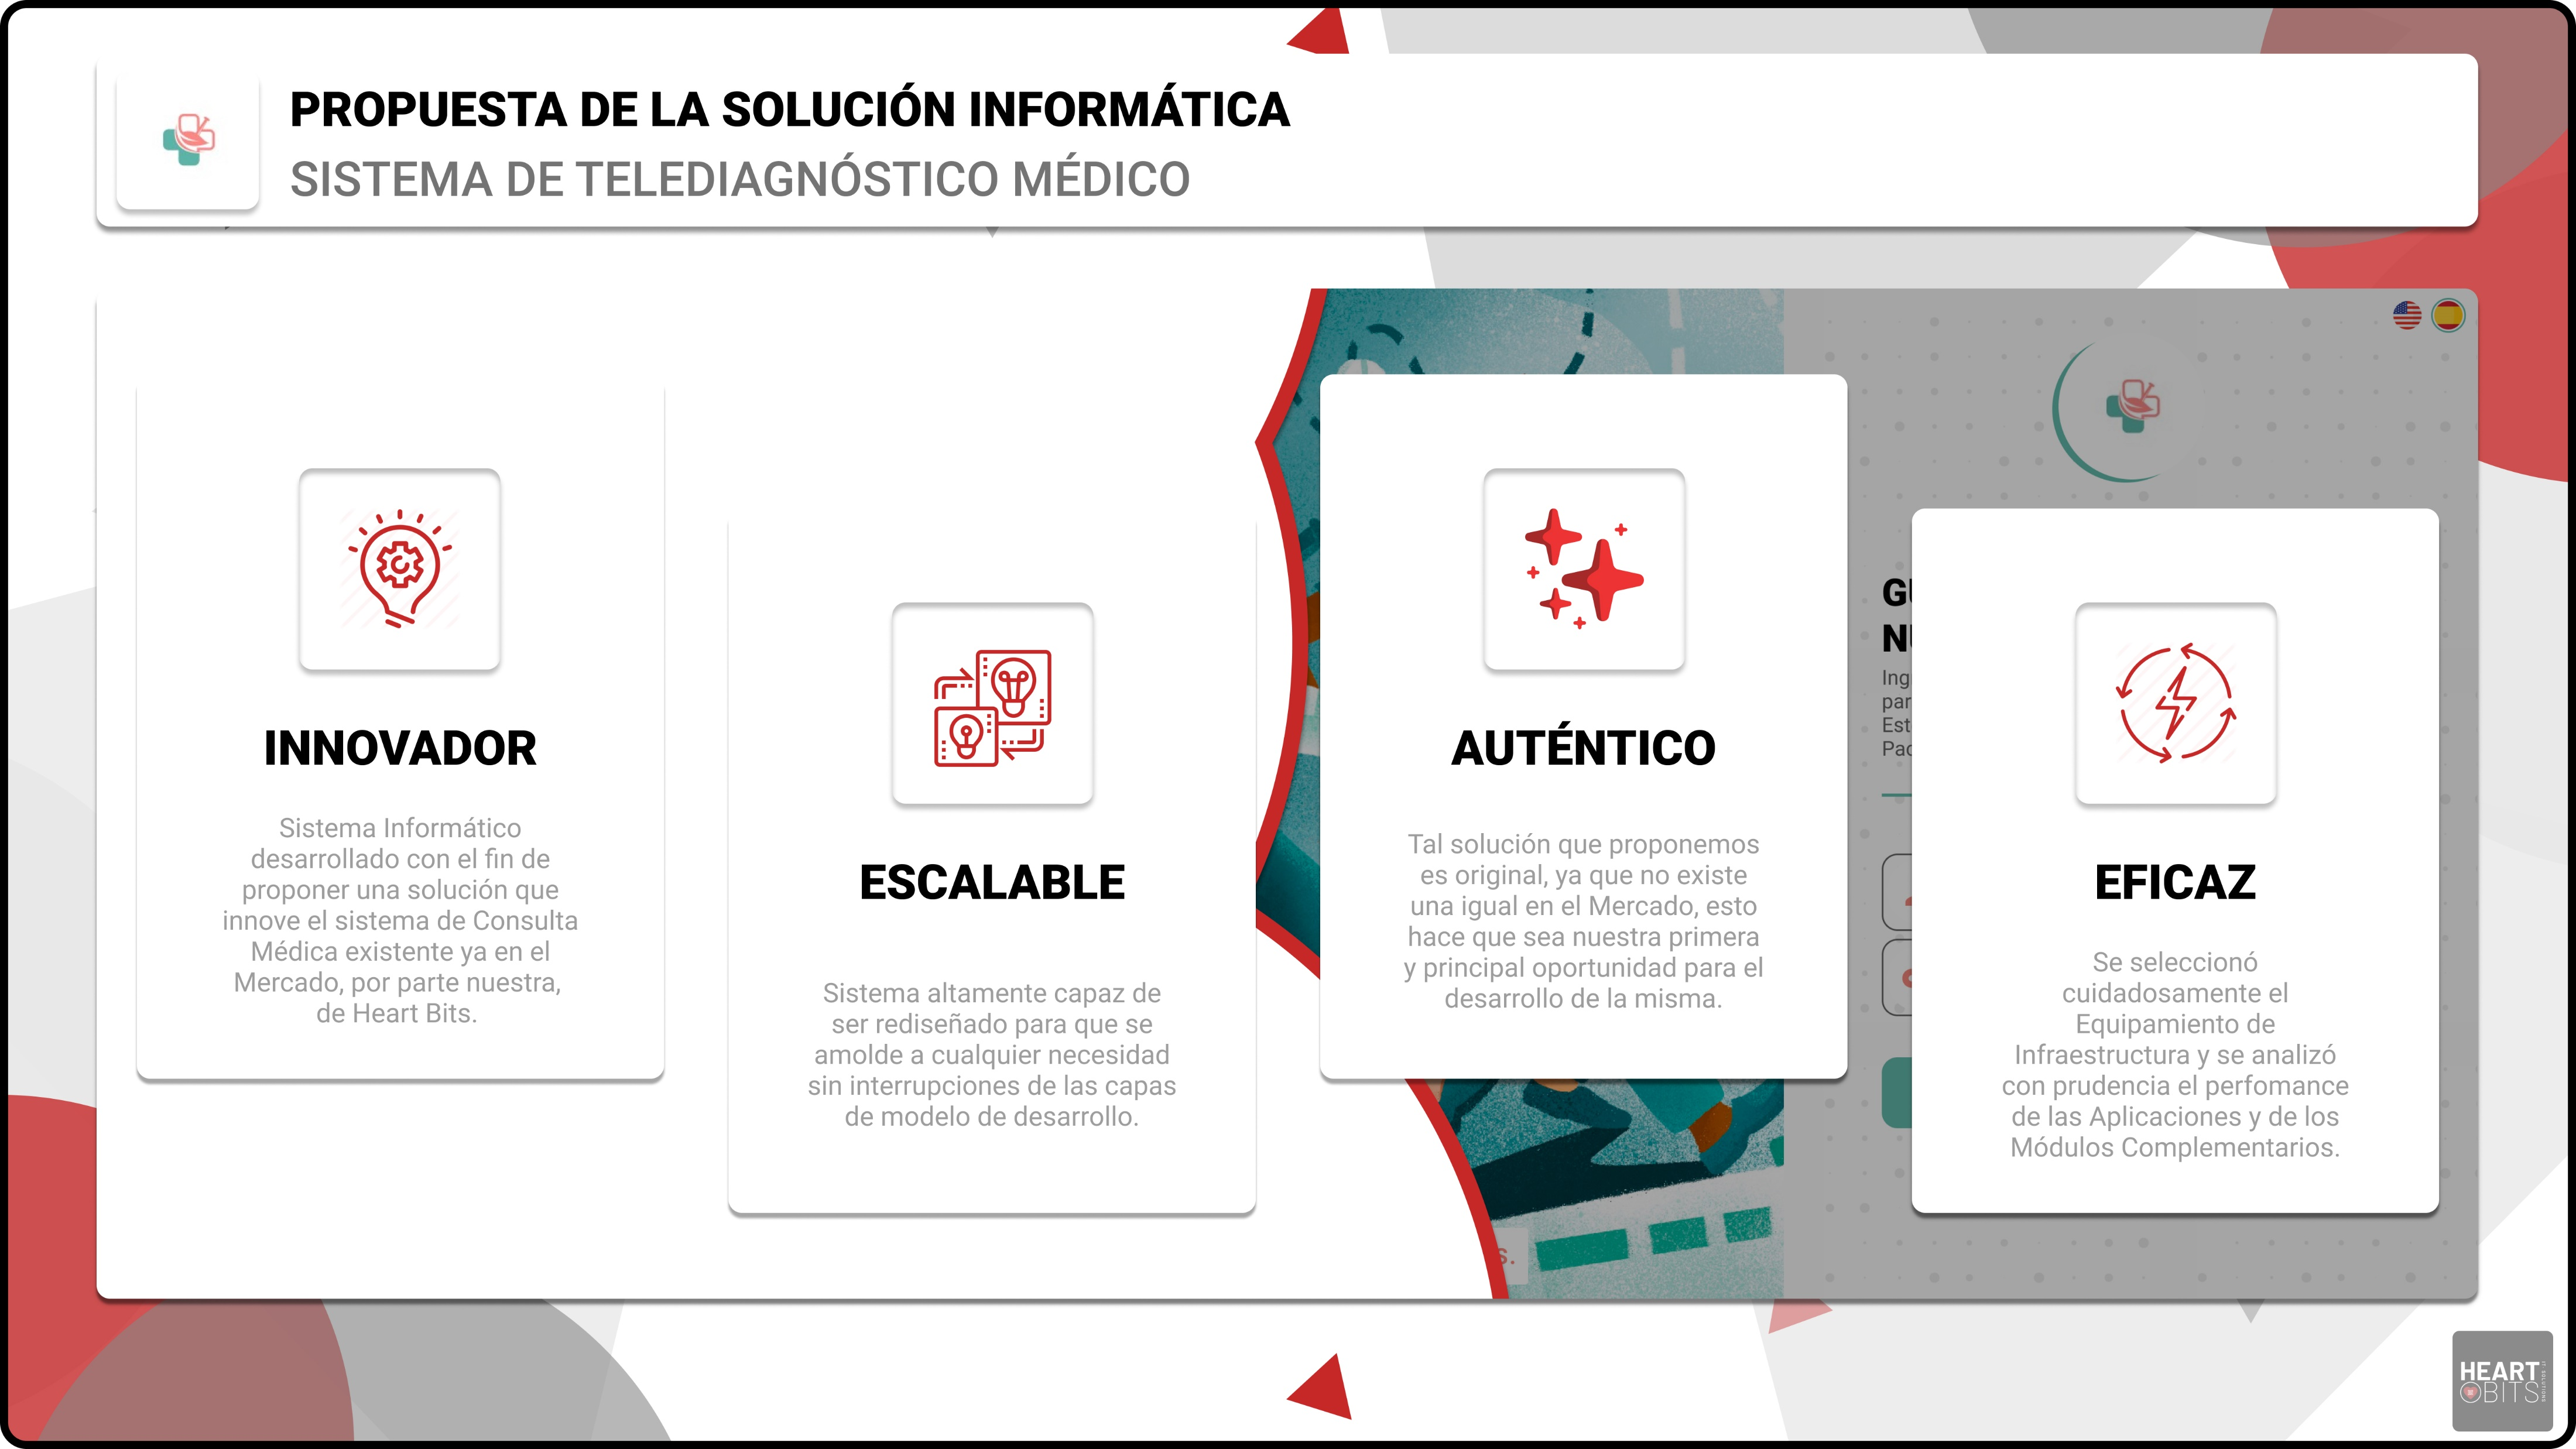 PROPUESTA DE LA SOLUCIÓN INFORMÁTICA
SISTEMA DE TELEDIAGNÓSTICO MÉDICO
INNOVADOR
Sistema Informático
desarrollado con el fin de
proponer una solución que
innove el sistema de Consulta
Médica existente ya en el
Mercado, por parte nuestra,
de Heart Bits.
ESCALABLE
Sistema altamente capaz de
ser rediseñado para que se
amolde a cualquier necesidad
sin interrupciones de las capas
de modelo de desarrollo.
AUTÉNTICO
Tal solución que proponemos
es original, ya que no existe
una igual en el Mercado, esto
hace que sea nuestra primera
y principal oportunidad para el
desarrollo de la misma.
EFICAZ
Se seleccionó
cuidadosamente el
Equipamiento de
Infraestructura y se analizó
con prudencia el perfomance
de las Aplicaciones y de los
Módulos Complementarios.
HEART
BITS